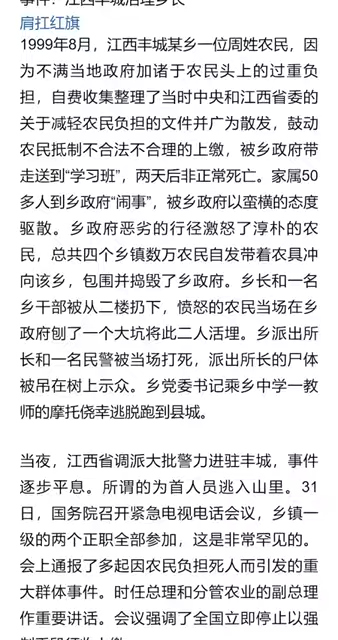 事件：江西丰城活埋乡长
肩扛红旗
1999年8月，江西丰城某乡一位周姓农民，因
为不满当地政府加诸于农民头上的过重负
担，自费收集整理了当时中央和江西省委的
关于减轻农民负担的文件并广为散发，鼓动
农民抵制不合法不合理的上缴，被乡政府带
走送到“学习班”，两天后非正常死亡。家属50
多人到乡政府“闹事”，被乡政府以蛮横的态度
驱散。乡政府恶劣的行径激怒了淳朴的农
民，总共四个乡镇数万农民自发带着农具冲
向该乡，包围并捣毁了乡政府。乡长和一名
乡干部被从二楼扔下，愤怒的农民当场在乡
政府刨了一个大坑将此二人活埋。乡派出所
长和一名民警被当场打死，派出所长的尸体
被吊在树上示众。乡党委书记乘乡中学一教
师的摩托侥幸逃脱跑到县城。
当夜，江西省调派大批警力进驻丰城，事件
逐步平息。所谓的为首人员逃入山里。31
日，国务院召开紧急电视电话会议，乡镇一
级的两个正职全部参加，这是非常罕见的。
会上通报了多起因农民负担死人而引发的重
大群体事件。时任总理和分管农业的副总理
作重要讲话。会议强调了全国立即停止以强